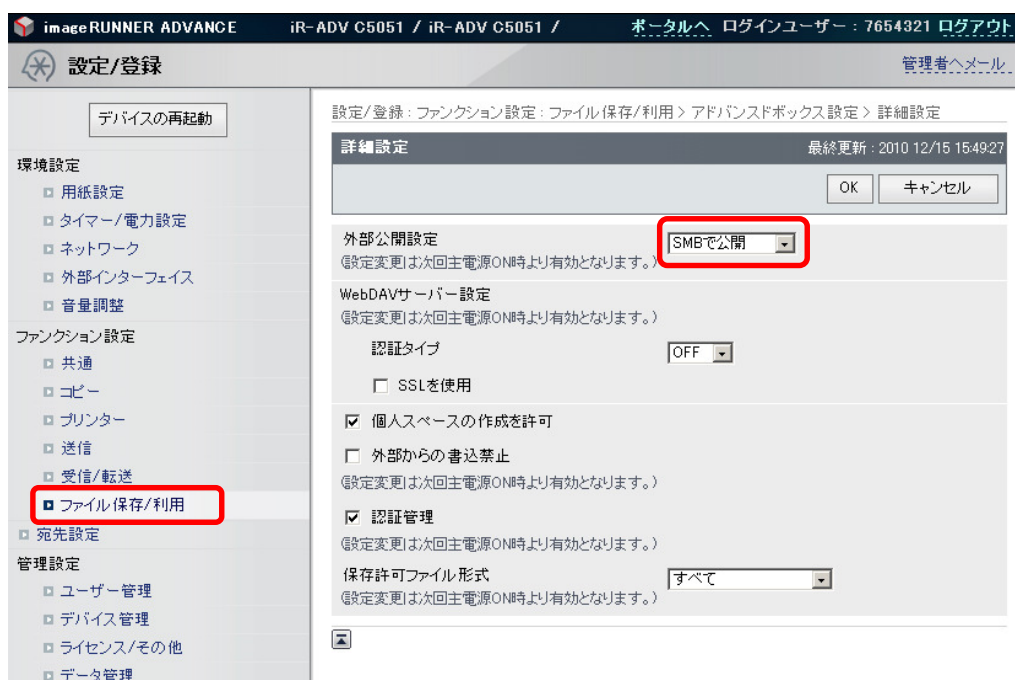 imageRUNNER ADVANCE iR-ADV C5051 / iR-ADV C5051 / ポータルへ ログインユーザー : 7654321 ログアウト
設定/登録 管理者へメール
デバイスの再起動
環境設定
用紙設定
タイマー/電力設定
ネットワーク
外部インターフェイス
音量調整
ファンクション設定
共通
コピー
プリンター
送信
受信/転送
ファイル保存/利用
宛先設定
管理設定
ユーザー管理
デバイス管理
ライセンス/その他
データ管理
設定/登録 : ファンクション設定 : ファイル保存/利用 > アドバンスドボックス設定 > 詳細設定
詳細設定 最終更新 : 2010 12/15 15:49:27
OK キャンセル
外部公開設定 SMBで公開
(設定変更は次回主電源ON時より有効となります。)
WebDAVサーバー設定
(設定変更は次回主電源ON時より有効となります。)
認証タイプ OFF
SSLを使用
個人スペースの作成を許可
外部からの書込禁止
(設定変更は次回主電源ON時より有効となります。)
認証管理
(設定変更は次回主電源ON時より有効となります。)
保存許可ファイル形式 すべて
(設定変更は次回主電源ON時より有効となります。)